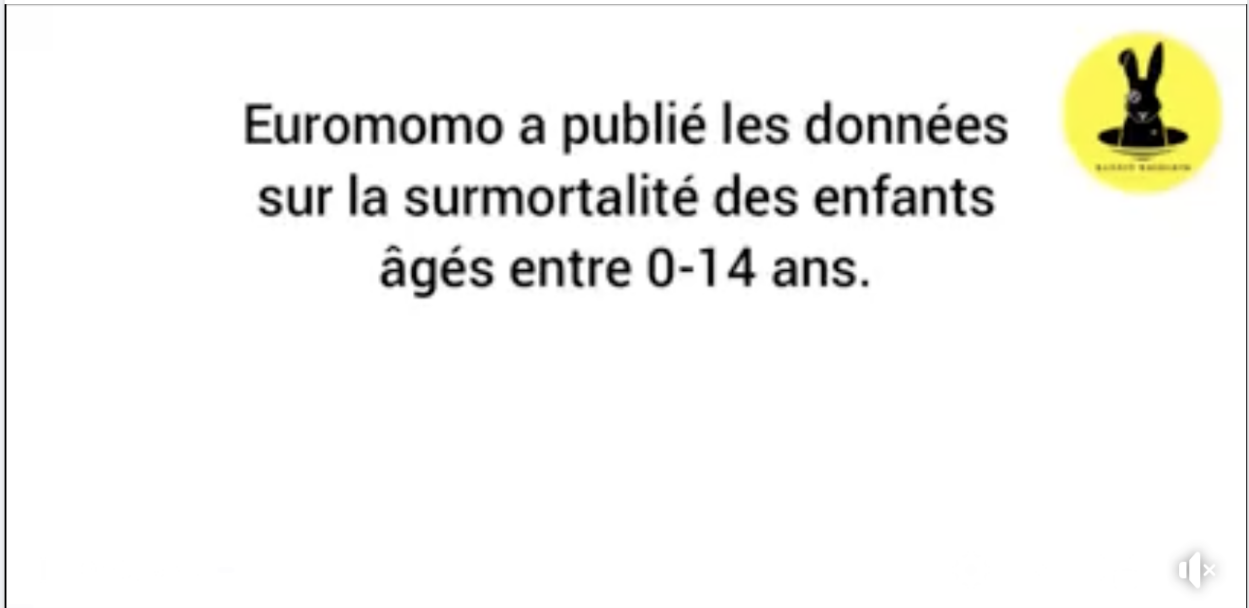 Euromomo a publié les données
sur la surmortalité des enfants
âgés entre 0-14 ans.